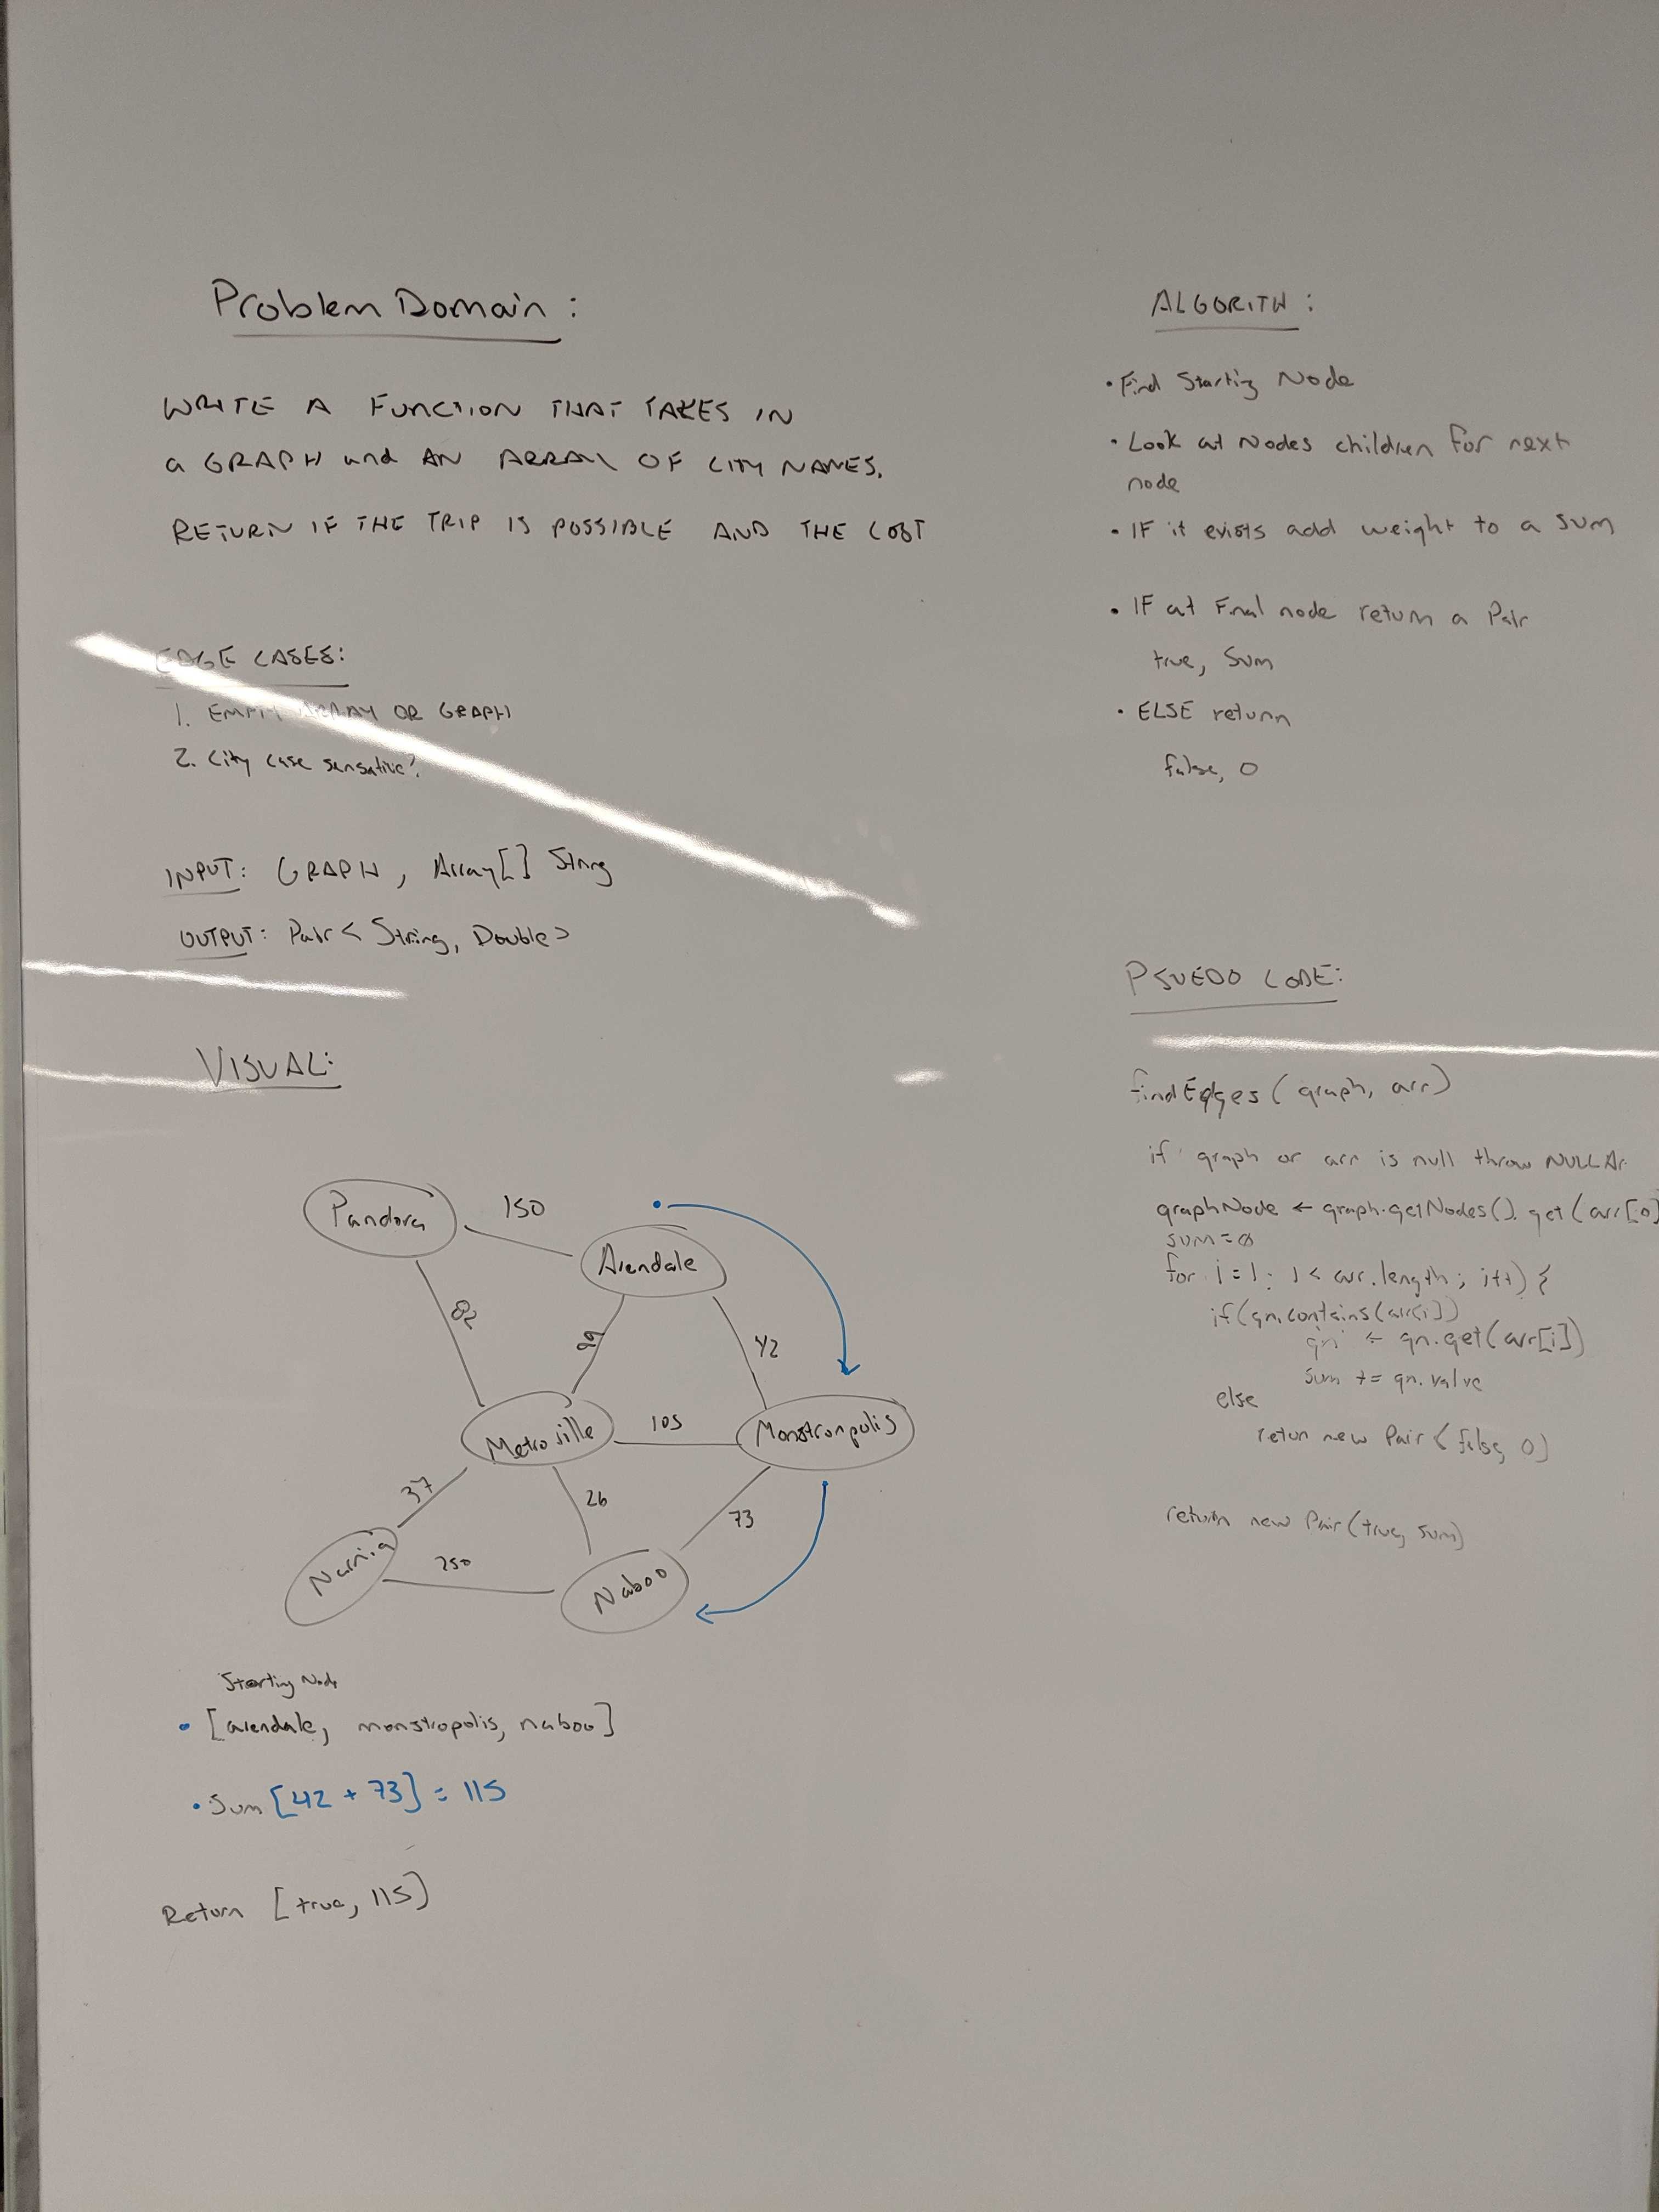 Problem Domain:
WRITE A FUNCTION THAT TAKES IN
a GRAPH and AN ARRAY OF CITY NAMES.
RETURN IF THE TRIP IS POSSIBLE AND THE COST
EDGE CASES:
1. EMPTY ARRAY OR GRAPH
2. City case sensative?
INPUT: GRAPH, Array[] String
OUTPUT: Pair < String, Double >
VISUAL:
Pandora
150
Arendale
82
99
42
Metroville
105
Monstronpolis
37
26
73
Narnia
250
Naboo
Starting Node
• [arendale, monstropolis, naboo]
• Sum [42 + 73] = 115
Return [true, 115]
ALGORITH:
• Find Starting Node
• Look at Nodes children for next
node
• IF it exists add weight to a sum
• IF at Final node return a Pair
true, Sum
• ELSE return
false, 0
PSUEDO CODE:
findEdges ( graph, arr)
if graph or arr is null throw NULL Ar
graphNode ← graph.getNodes(). get (arr[0]
sum = 0
for i = 1 ; i < arr.length; i++) {
if(gn.contains(arr[i])
gn ← gn.get(arr[i])
sum += gn.value
else
retun new Pair < false, 0)
return new Pair (true, sum)